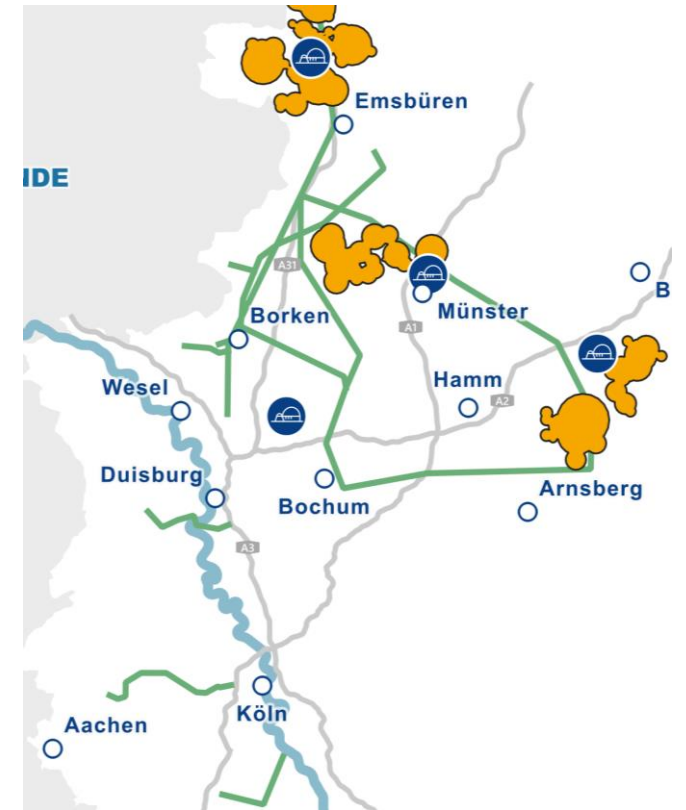 Emsbüren
IDE
A31
B
Borken
Münster
A1
Wesel
Hamm
A2
Duisburg
Bochum
Arnsberg
A3
Köln
Aachen